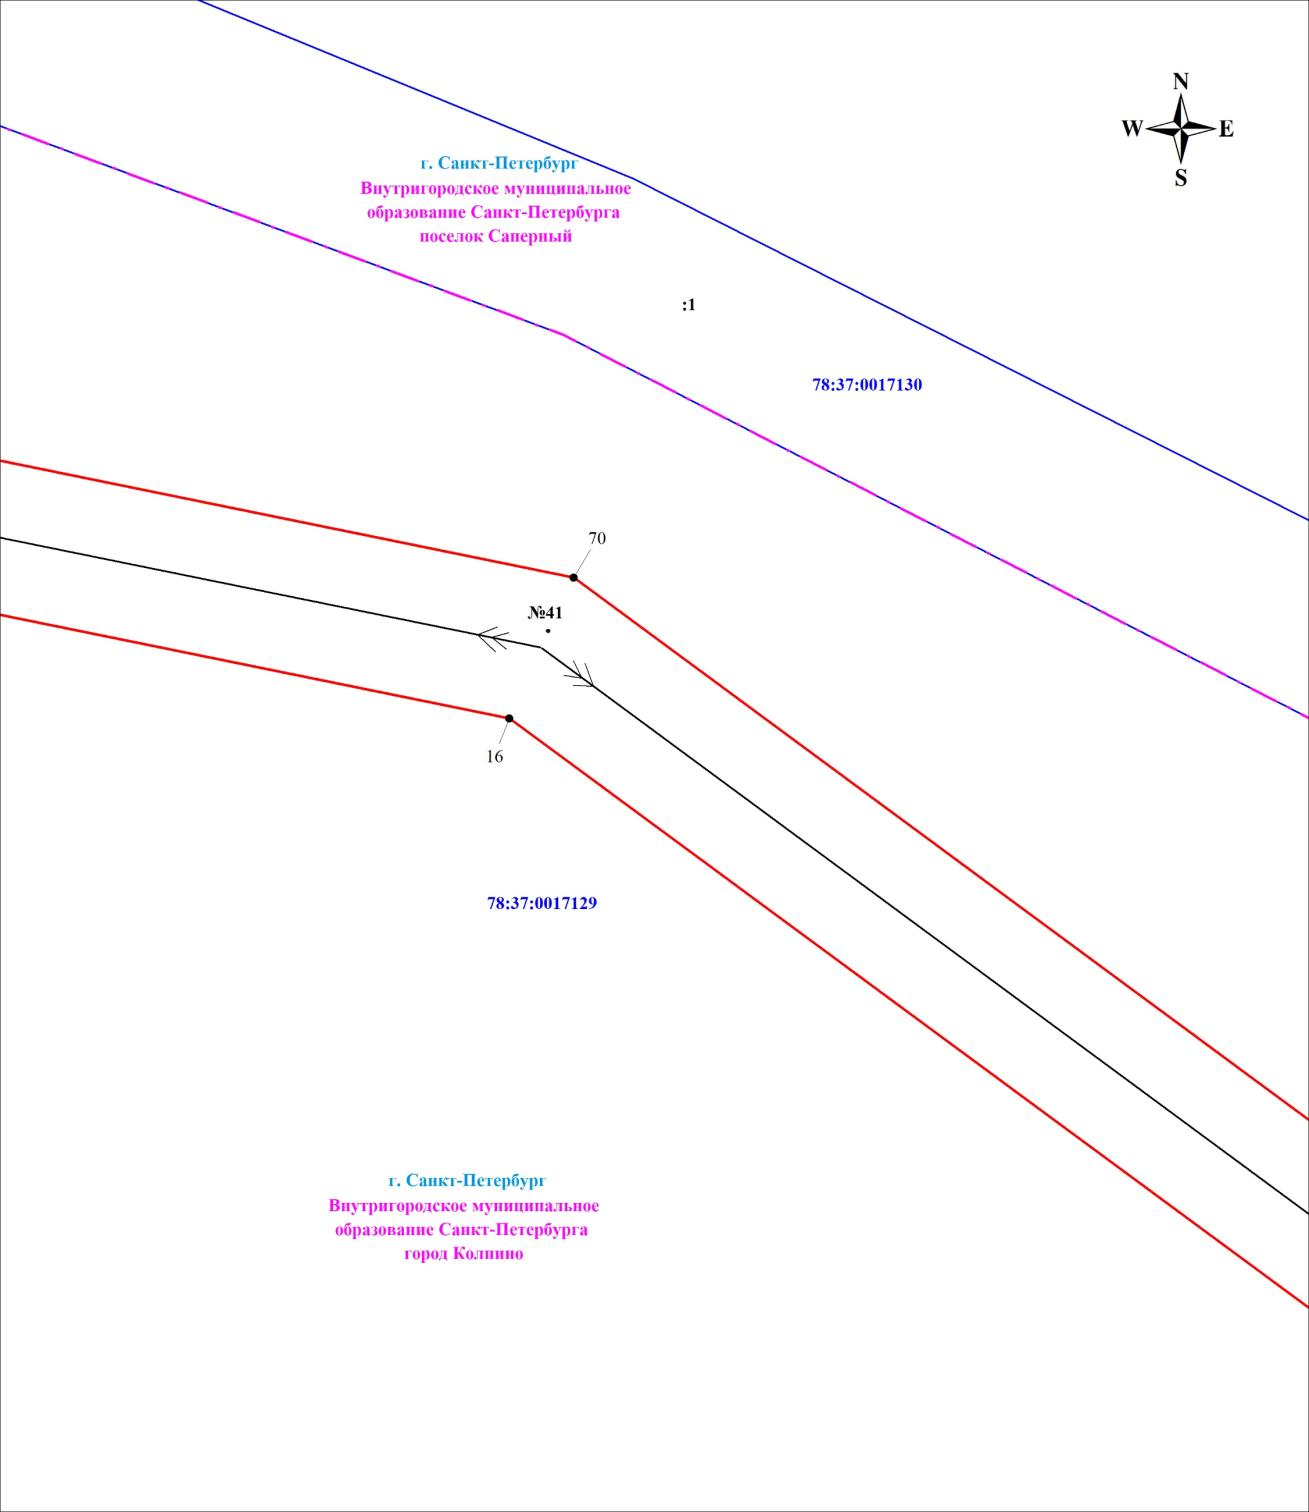 N
W E
S
г. Санкт-Петербург
Внутригородское муниципальное
образование Санкт-Петербурга
поселок Саперный
:1
78:37:0017130
70
№41
16
78:37:0017129
г. Санкт-Петербург
Внутригородское муниципальное
образование Санкт-Петербурга
город Колпино